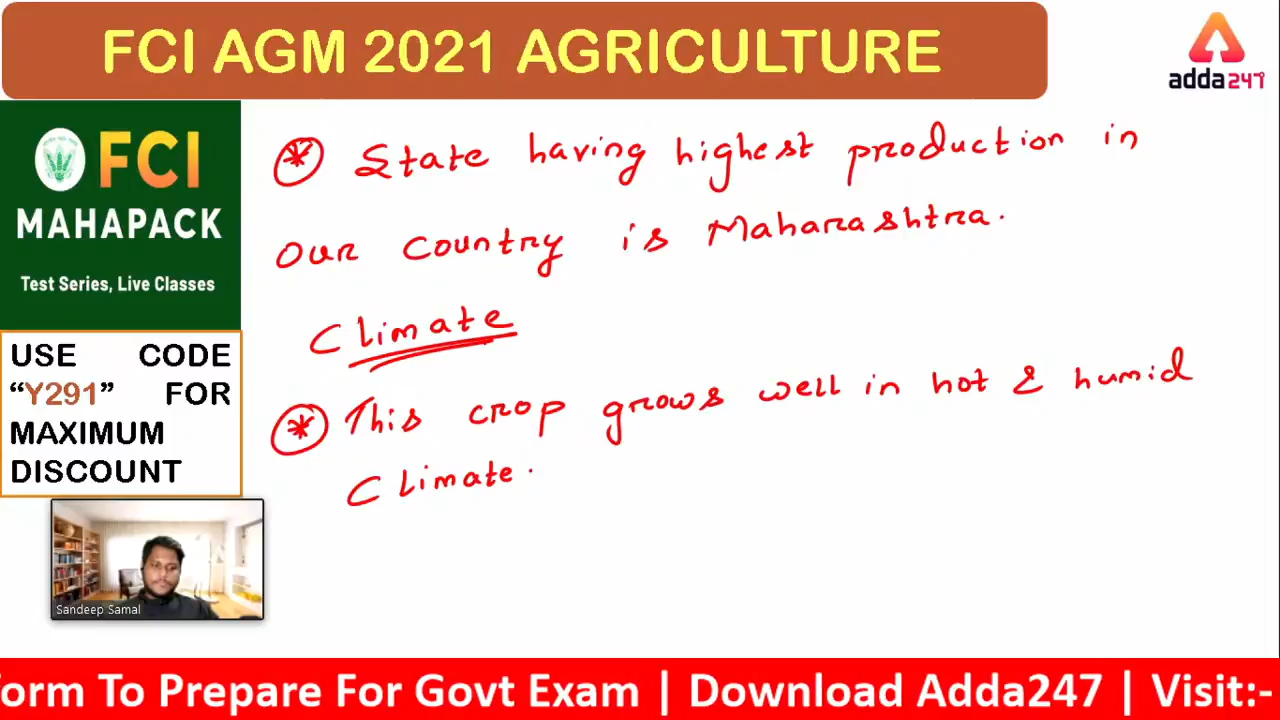 FCI AGM 2021 AGRICULTURE
adda247
FCI
MAHAPACK
Test Series, Live Classes
USE CODE
“Y291” FOR
MAXIMUM
DISCOUNT
Sandeep Samal
* State having highest production in
our country is Maharashtra.
Climate
* This crop grows well in hot & humid
Climate.
form To Prepare For Govt Exam | Download Adda247 | Visit:-